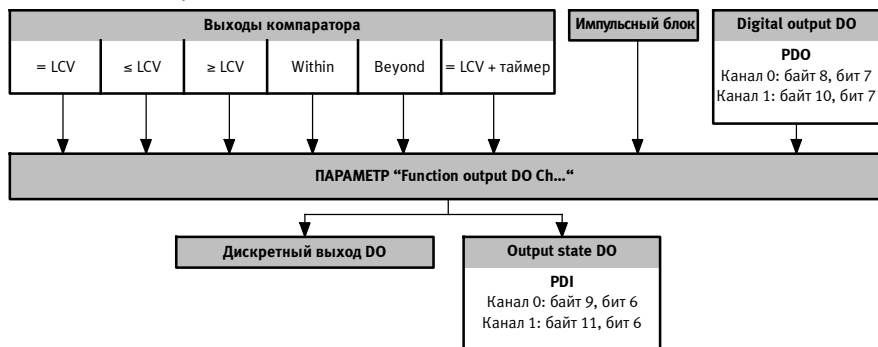 Выходы компаратора
Импульсный блок
Digital output DO
= LCV
≤ LCV
≥ LCV
Within
Beyond
= LCV + таймер
PDO
Канал 0: байт 8, бит 7
Канал 1: байт 10, бит 7
ПАРАМЕТР “Function output DO Ch...“
Дискретный выход DO
Output state DO
PDI
Канал 0: байт 9, бит 6
Канал 1: байт 11, бит 6